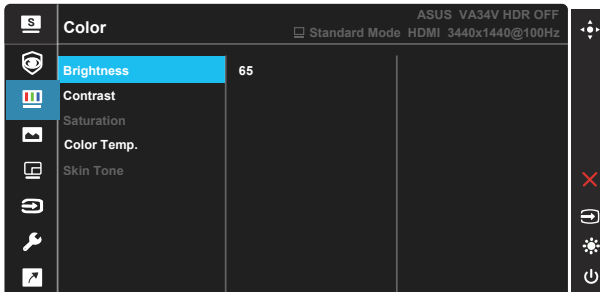 S
Color
ASUS VA34V HDR OFF
Standard Mode HDMI 3440x1440@100Hz
Brightness 65
Contrast
Saturation
Color Temp.
Skin Tone